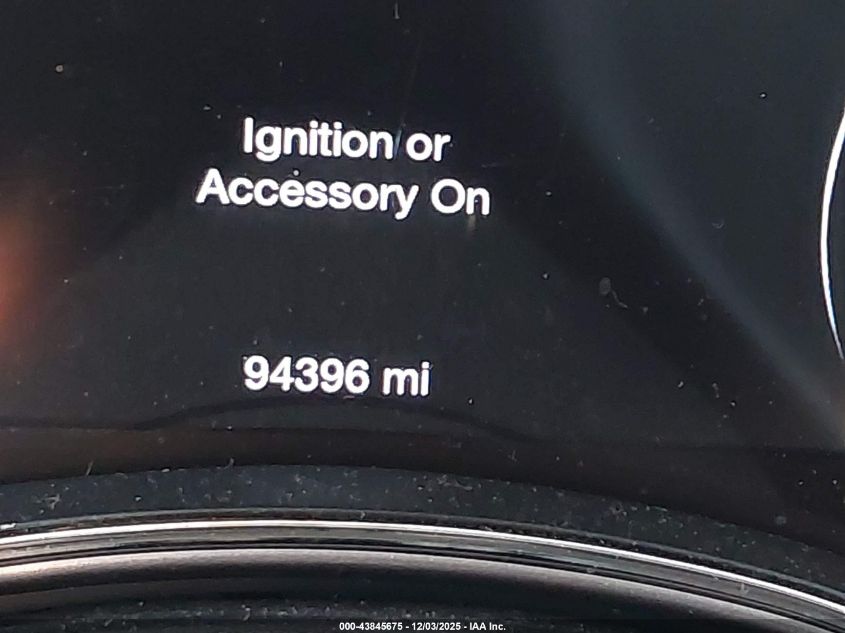 Ignition or
Accessory On
94396 mi
000-43845675 - 12/03/2025 - IAA Inc.